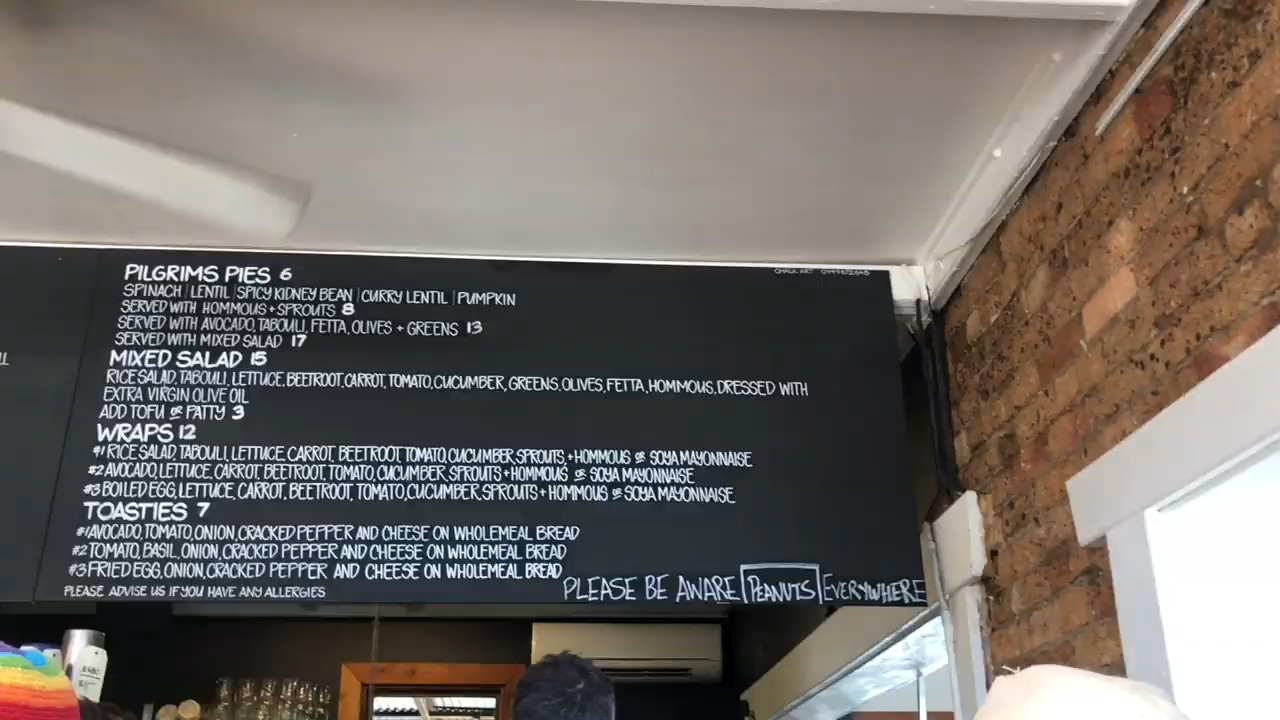 CHALK ART
PILGRIMS PIES 6
SPINACH | LENTIL | SPICY KIDNEY BEAN | CURRY LENTIL | PUMPKIN
SERVED WITH HOMMOUS + SPROUTS 8
SERVED WITH AVOCADO, TABOULI, FETTA, OLIVES + GREENS 13
SERVED WITH MIXED SALAD 17
MIXED SALAD 15
RICE SALAD, TABOULI, LETTUCE, BEETROOT, CARROT, TOMATO, CUCUMBER, GREENS, OLIVES, FETTA, HOMMOUS, DRESSED WITH
EXTRA VIRGIN OLIVE OIL
ADD TOFU OR PATTY 3
WRAPS 12
#1 RICE SALAD, TABOULI, LETTUCE, CARROT, BEETROOT, TOMATO, CUCUMBER, SPROUTS, + HOMMOUS OR SOYA MAYONNAISE
#2 AVOCADO, LETTUCE, CARROT, BEETROOT, TOMATO, CUCUMBER, SPROUTS + HOMMOUS OR SOYA MAYONNAISE
#3 BOILED EGG, LETTUCE, CARROT, BEETROOT, TOMATO, CUCUMBER, SPROUTS + HOMMOUS OR SOYA MAYONNAISE
TOASTIES 7
#1 AVOCADO, TOMATO, ONION, CRACKED PEPPER AND CHEESE ON WHOLEMEAL BREAD
#2 TOMATO, BASIL, ONION, CRACKED PEPPER AND CHEESE ON WHOLEMEAL BREAD
#3 FRIED EGG, ONION, CRACKED PEPPER AND CHEESE ON WHOLEMEAL BREAD
PLEASE ADVISE US IF YOU HAVE ANY ALLERGIES
PLEASE BE AWARE PEANUTS EVERYWHERE